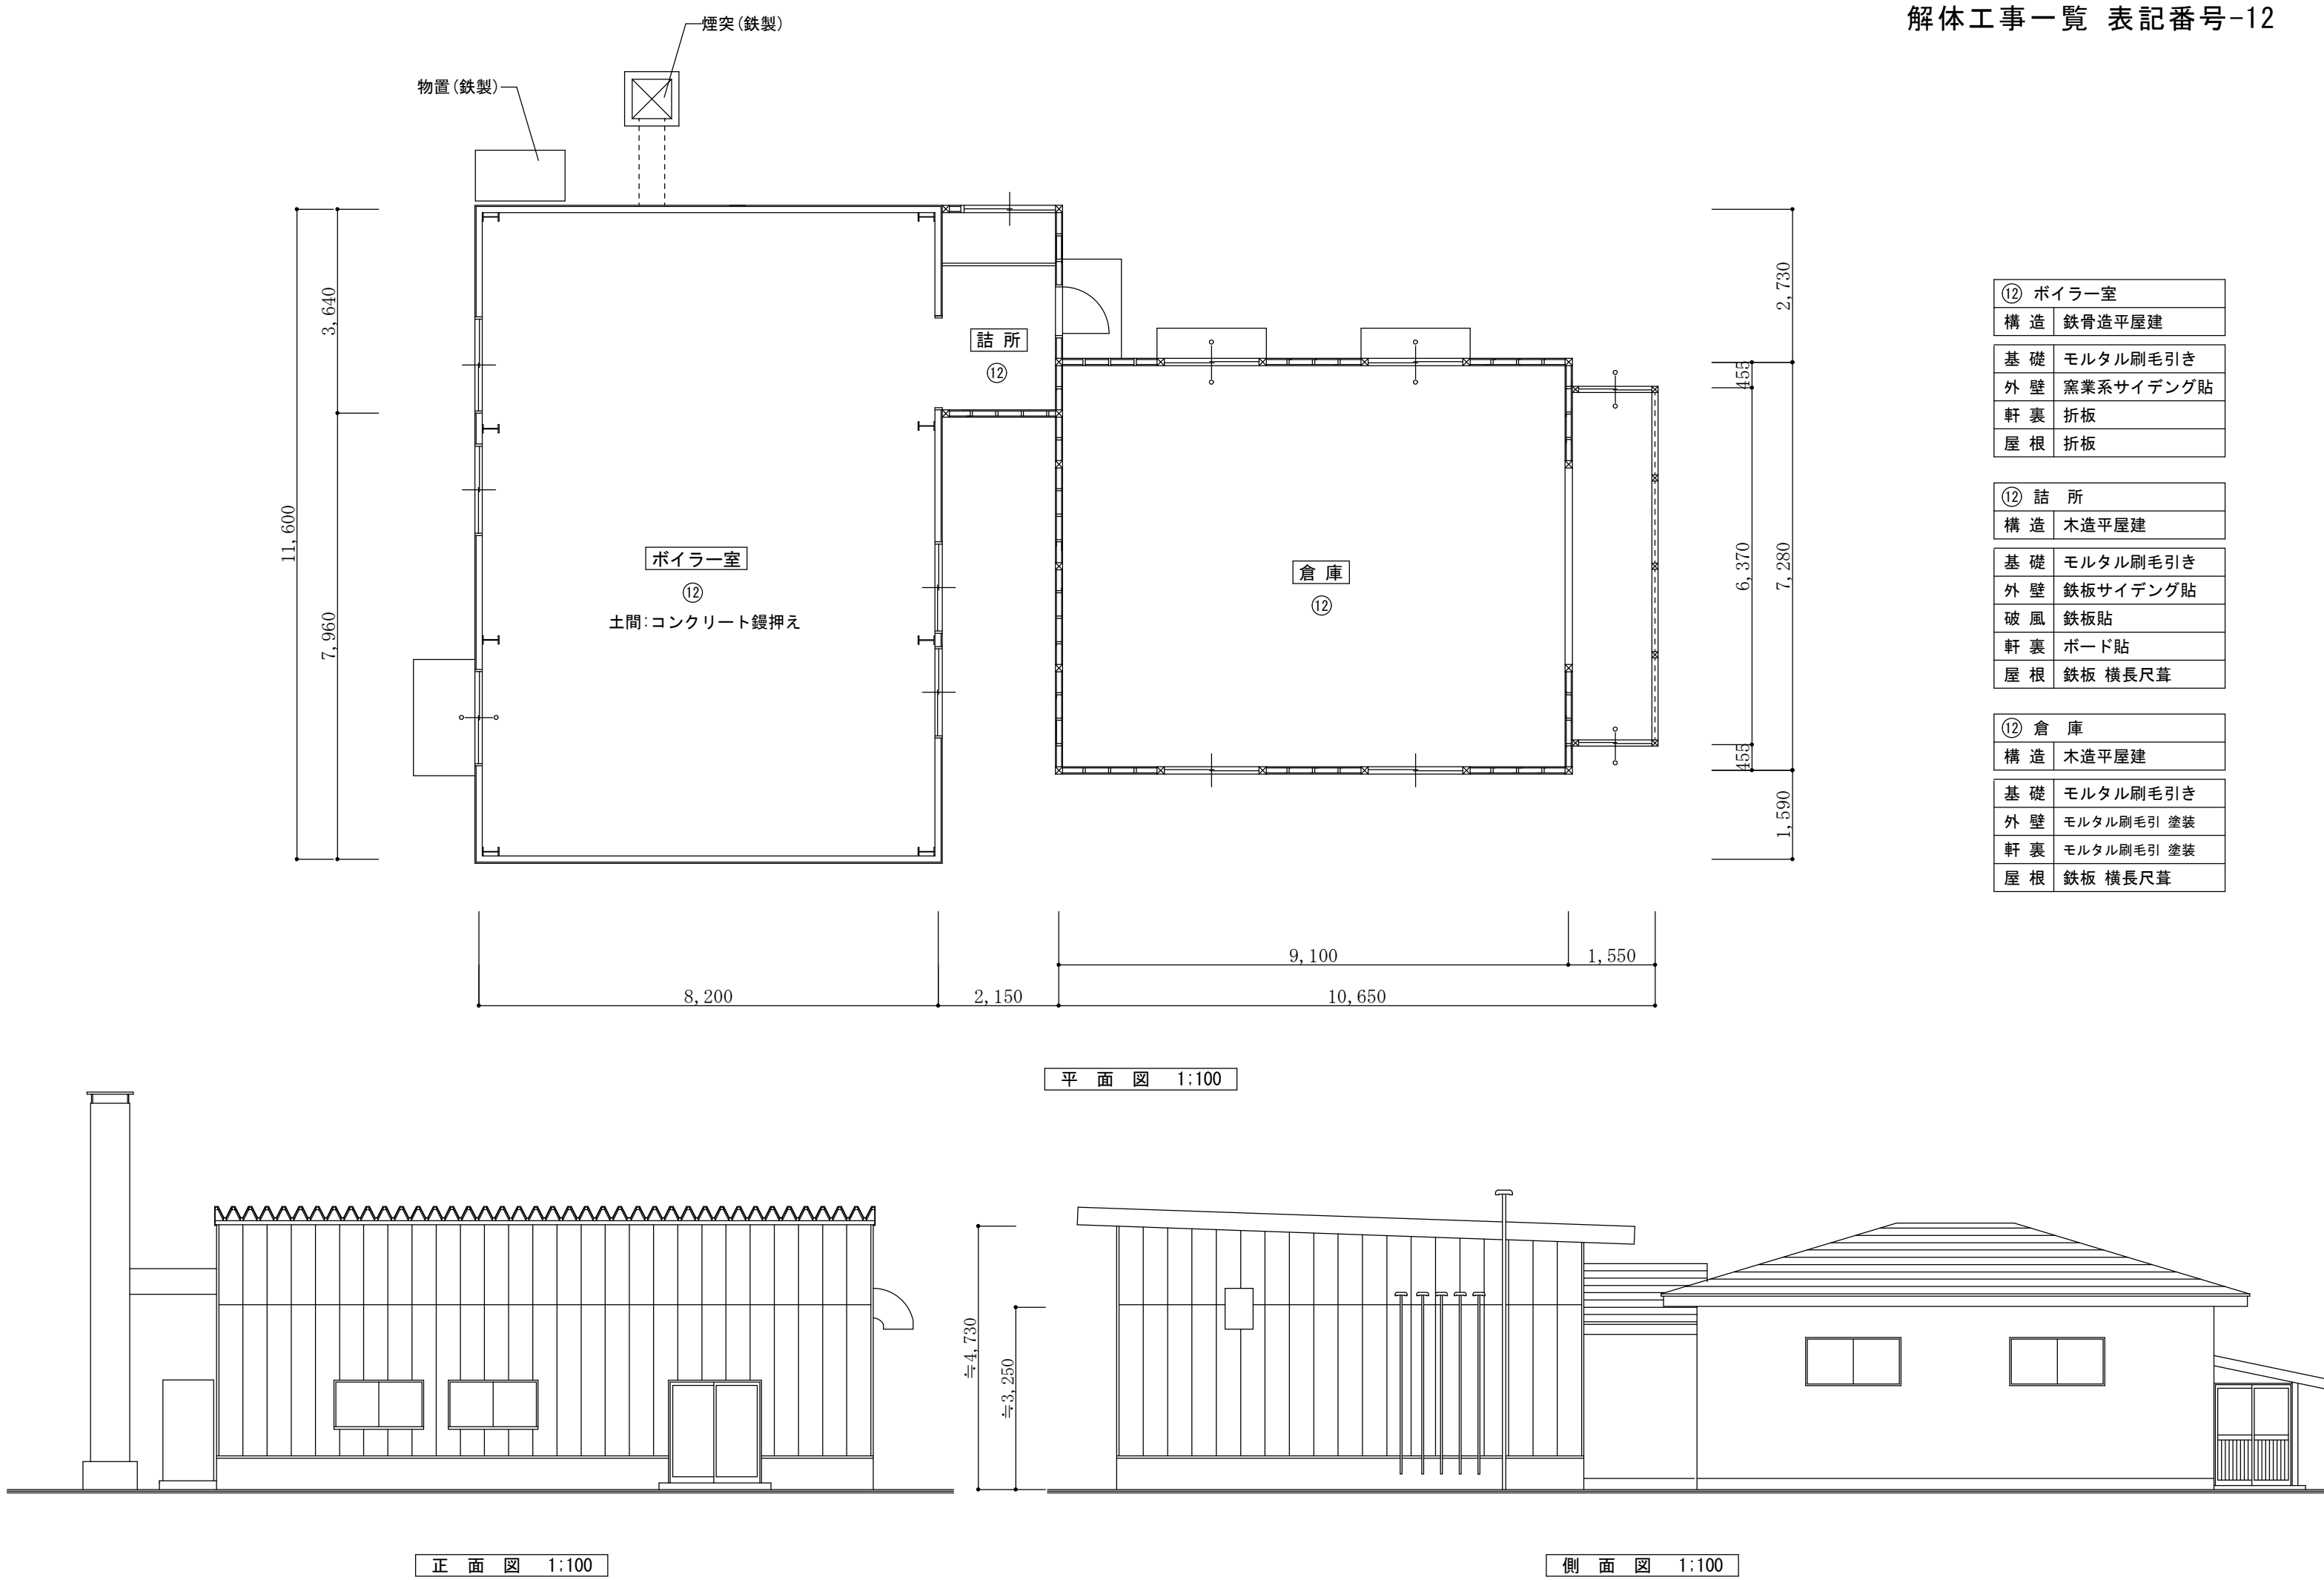 解体工事一覧 表記番号-12
煙突(鉄製)
物置(鉄製)
3,640
7,960
11,600
詰 所
⑫
ボイラー室
⑫
土間:コンクリート鏝押え
倉 庫
⑫
2,730
455
6,370
7,280
455
1,590
9,100
1,550
8,200
2,150
10,650
⑫ ボイラー室
構 造 鉄骨造平屋建
基 礎 モルタル刷毛引き
外 壁 窯業系サイデング貼
軒 裏 折板
屋 根 折板
⑫ 詰 所
構 造 木造平屋建
基 礎 モルタル刷毛引き
外 壁 鉄板サイデング貼
破 風 鉄板貼
軒 裏 ボード貼
屋 根 鉄板 横長尺葺
⑫ 倉 庫
構 造 木造平屋建
基 礎 モルタル刷毛引き
外 壁 モルタル刷毛引 塗装
軒 裏 モルタル刷毛引 塗装
屋 根 鉄板 横長尺葺
平 面 図 1:100
≒4,730
≒3,250
正 面 図 1:100
側 面 図 1:100